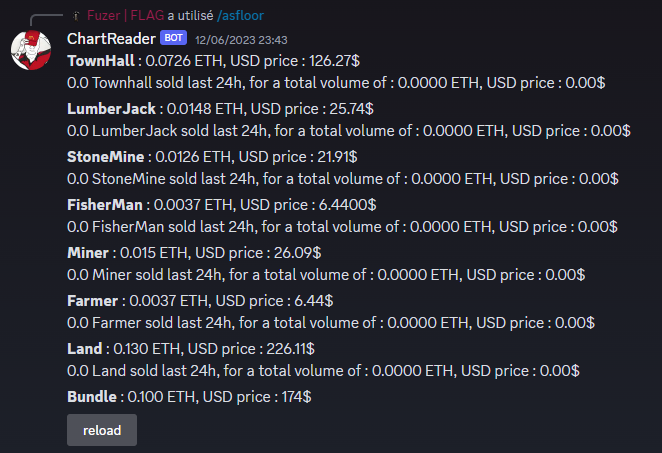 Fuzer | FLAG a utilisé /asfloor
ChartReader BOT 12/06/2023 23:43
TownHall : 0.0726 ETH, USD price : 126.27$
0.0 Townhall sold last 24h, for a total volume of : 0.0000 ETH, USD price : 0.00$
LumberJack : 0.0148 ETH, USD price : 25.74$
0.0 LumberJack sold last 24h, for a total volume of : 0.0000 ETH, USD price : 0.00$
StoneMine : 0.0126 ETH, USD price : 21.91$
0.0 StoneMine sold last 24h, for a total volume of : 0.0000 ETH, USD price : 0.00$
FisherMan : 0.0037 ETH, USD price : 6.4400$
0.0 FisherMan sold last 24h, for a total volume of : 0.0000 ETH, USD price : 0.00$
Miner : 0.015 ETH, USD price : 26.09$
0.0 Miner sold last 24h, for a total volume of : 0.0000 ETH, USD price : 0.00$
Farmer : 0.0037 ETH, USD price : 6.44$
0.0 Farmer sold last 24h, for a total volume of : 0.0000 ETH, USD price : 0.00$
Land : 0.130 ETH, USD price : 226.11$
0.0 Land sold last 24h, for a total volume of : 0.0000 ETH, USD price : 0.00$
Bundle : 0.100 ETH, USD price : 174$
reload